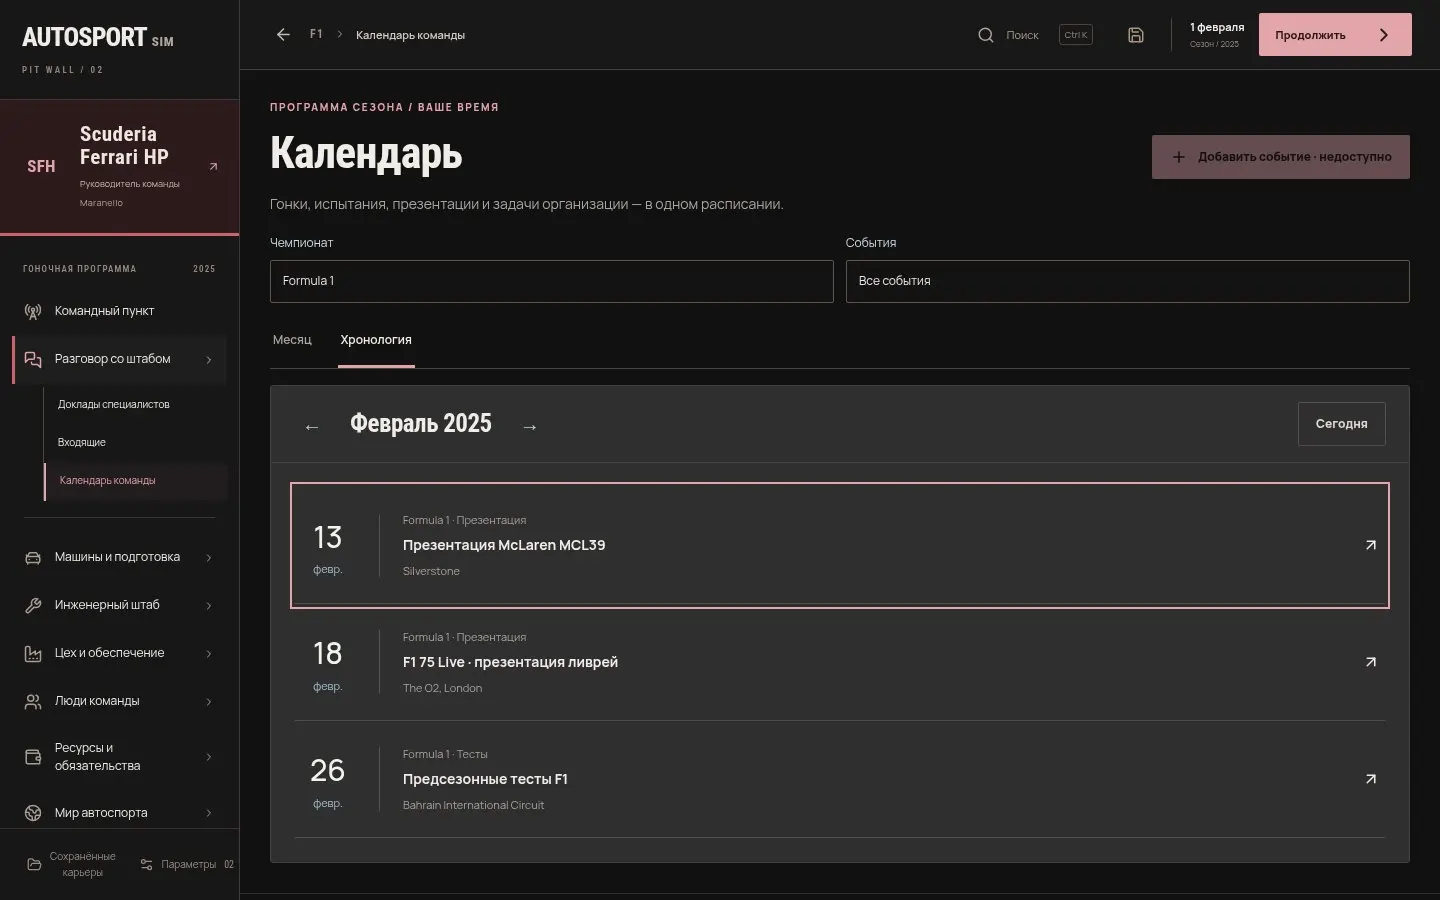 AUTOSPORT SIM
PIT WALL / 02
SFH
Scuderia
Ferrari HP
Руководитель команды
Maranello
ГОНОЧНАЯ ПРОГРАММА 2025
Командный пункт
Разговор со штабом
Доклады специалистов
Входящие
Календарь команды
Машины и подготовка
Инженерный штаб
Цех и обеспечение
Люди команды
Ресурсы и
обязательства
Мир автоспорта
Сохранённые
карьеры
Параметры 02
F1 Календарь команды
Поиск Ctrl K
1 февраля
Сезон / 2025
Продолжить
ПРОГРАММА СЕЗОНА / ВАШЕ ВРЕМЯ
Календарь
Добавить событие · недоступно
Гонки, испытания, презентации и задачи организации — в одном расписании.
Чемпионат
Formula 1
События
Все события
Месяц Хронология
← Февраль 2025 →
Сегодня
13
февр.
Formula 1 · Презентация
Презентация McLaren MCL39
Silverstone
18
февр.
Formula 1 · Презентация
F1 75 Live · презентация ливрей
The O2, London
26
февр.
Formula 1 · Тесты
Предсезонные тесты F1
Bahrain International Circuit